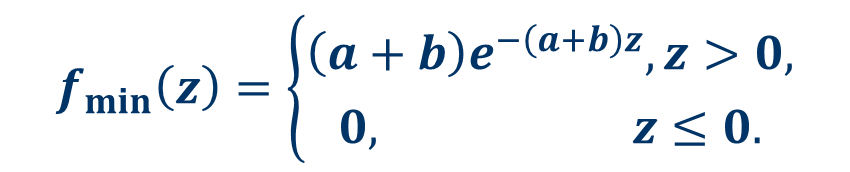 f_min(z) = { (a + b)e^{−(a+b)z}, z > 0,
0, z ≤ 0.